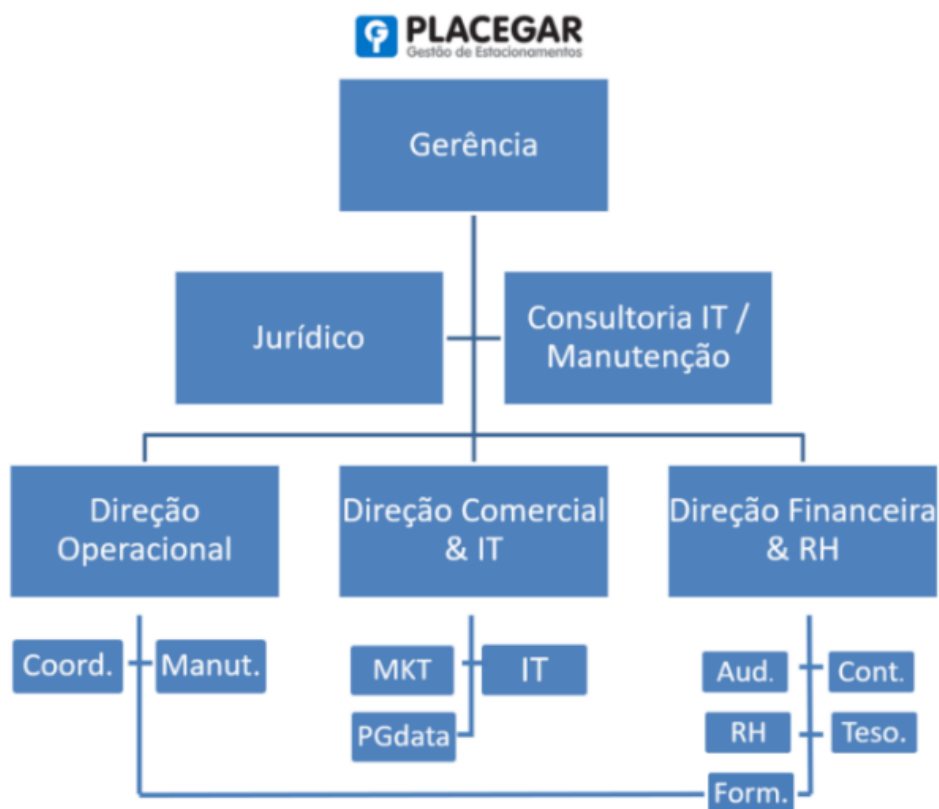 PLACEGAR
Gestão de Estacionamentos
Gerência
Jurídico
Consultoria IT /
Manutenção
Direção
Operacional
Direção Comercial
& IT
Direção Financeira
& RH
Coord.
Manut.
MKT
IT
PGdata
Aud.
Cont.
RH
Teso.
Form.